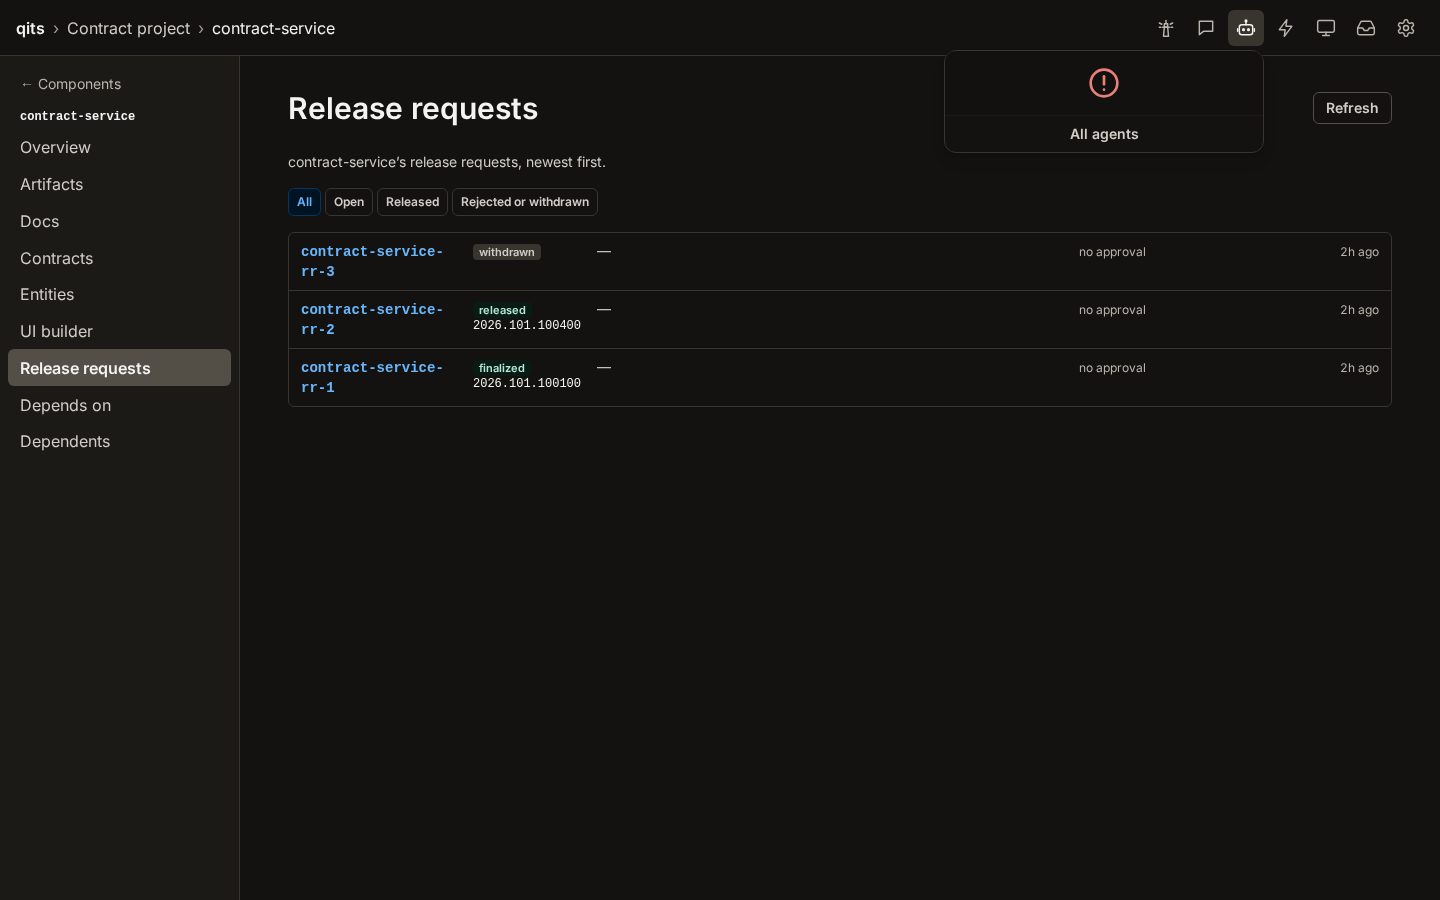 qits › Contract project › contract-service
← Components
contract-service
Overview
Artifacts
Docs
Contracts
Entities
UI builder
Release requests
Depends on
Dependents
All agents
Release requests
Refresh
contract-service’s release requests, newest first.
All Open Released Rejected or withdrawn
contract-service-rr-3 withdrawn — no approval 2h ago
contract-service-rr-2 released 2026.101.100400 — no approval 2h ago
contract-service-rr-1 finalized 2026.101.100100 — no approval 2h ago